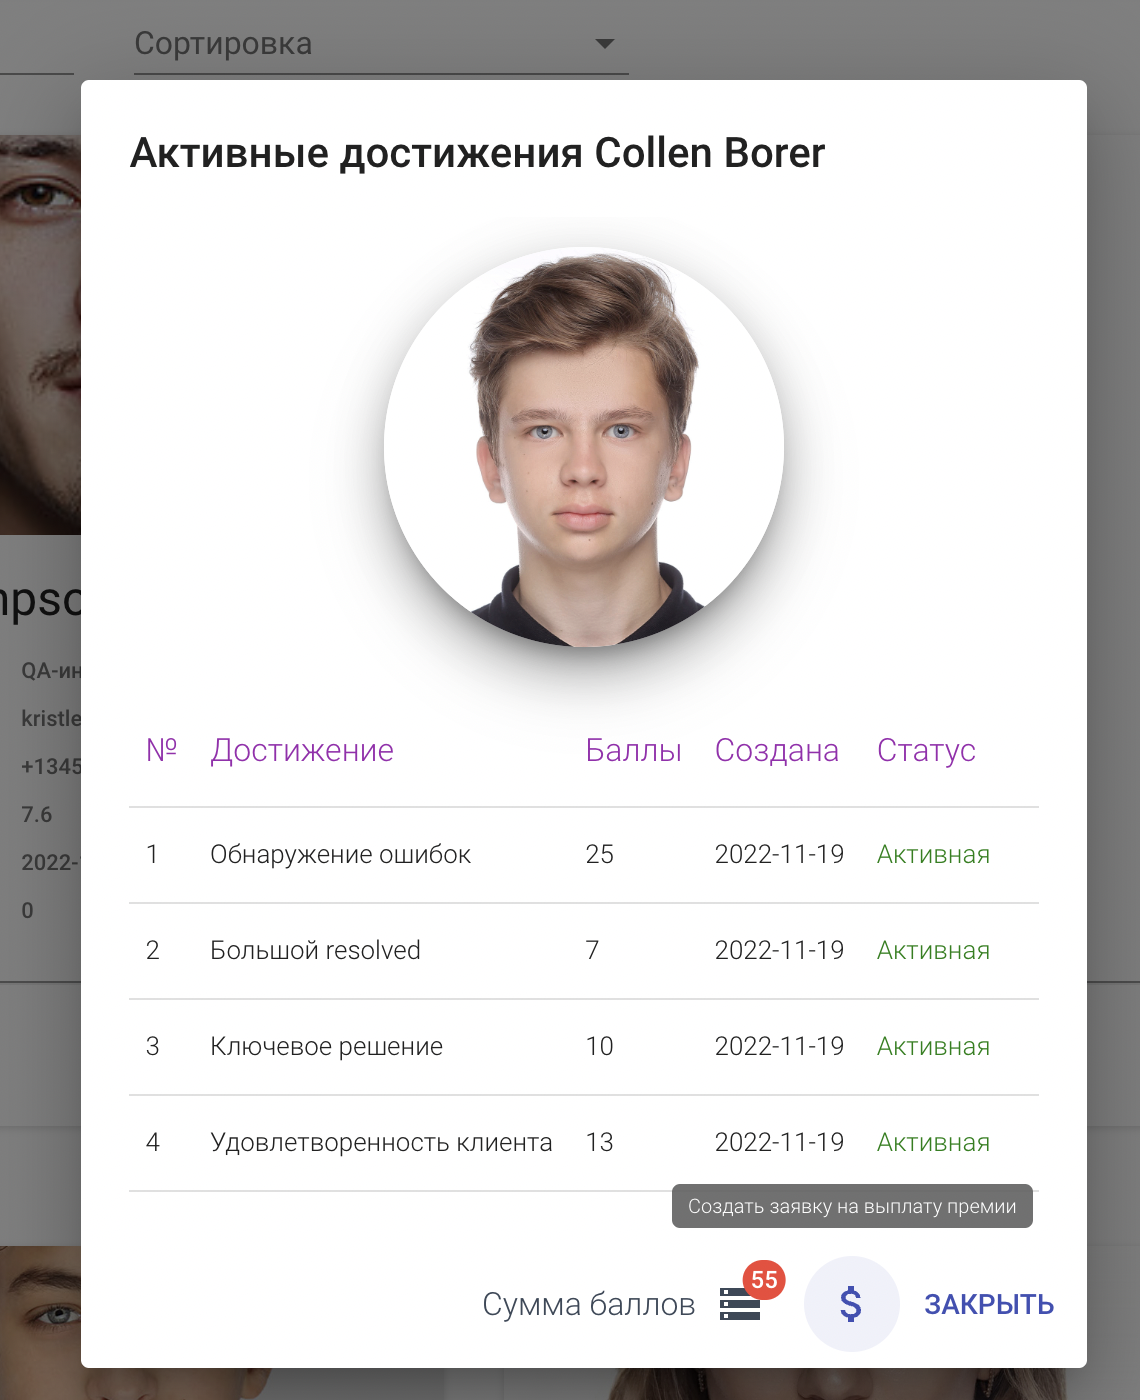 Сортировка
Активные достижения Collen Borer
QA-ин
kristle
+1345
7.6
2022-
0
№ Достижение Баллы Создана Статус
1 Обнаружение ошибок 25 2022-11-19 Активная
2 Большой resolved 7 2022-11-19 Активная
3 Ключевое решение 10 2022-11-19 Активная
4 Удовлетворенность клиента 13 2022-11-19 Активная
Создать заявку на выплату премии
Сумма баллов 55 $ ЗАКРЫТЬ